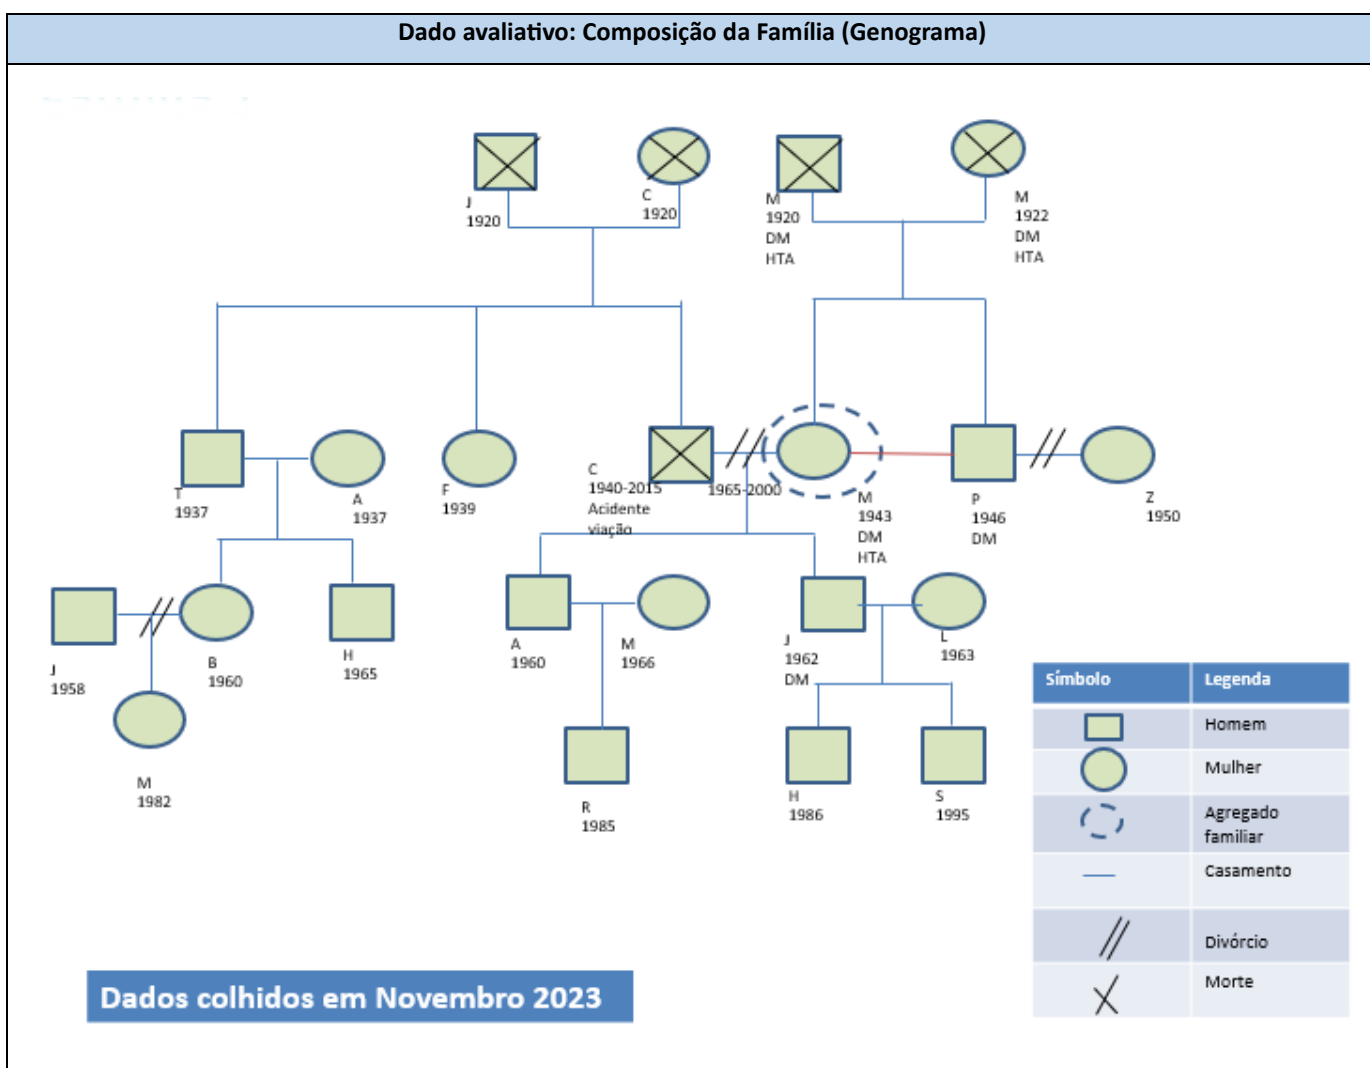 Dado avaliativo: Composição da Família (Genograma)
J
1920
C
1920
M
1920
DM
HTA
M
1922
DM
HTA
T
1937
A
1937
F
1939
C
1940-2015
Acidente
viação
1965-2000
M
1943
DM
HTA
P
1946
DM
Z
1950
J
1958
B
1960
H
1965
A
1960
M
1966
J
1962
DM
L
1963
M
1982
R
1985
H
1986
S
1995
Símbolo Legenda
Homem
Mulher
Agregado
familiar
Casamento
Divórcio
Morte
Dados colhidos em Novembro 2023